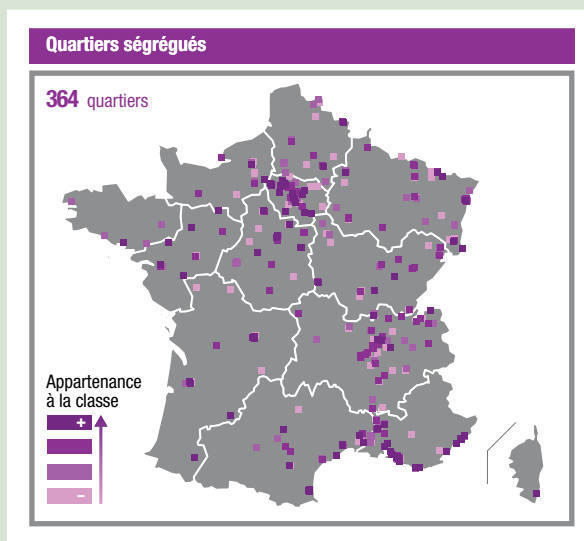 Quartiers ségrégués
364 quartiers
Appartenance
à la classe
+
–